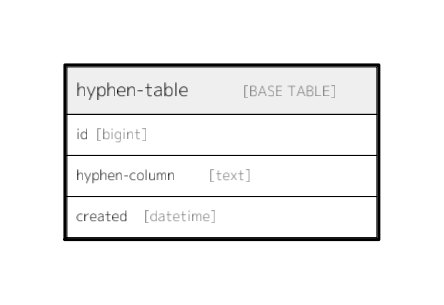 hyphen-table [BASE TABLE]
id [bigint]
hyphen-column [text]
created [datetime]